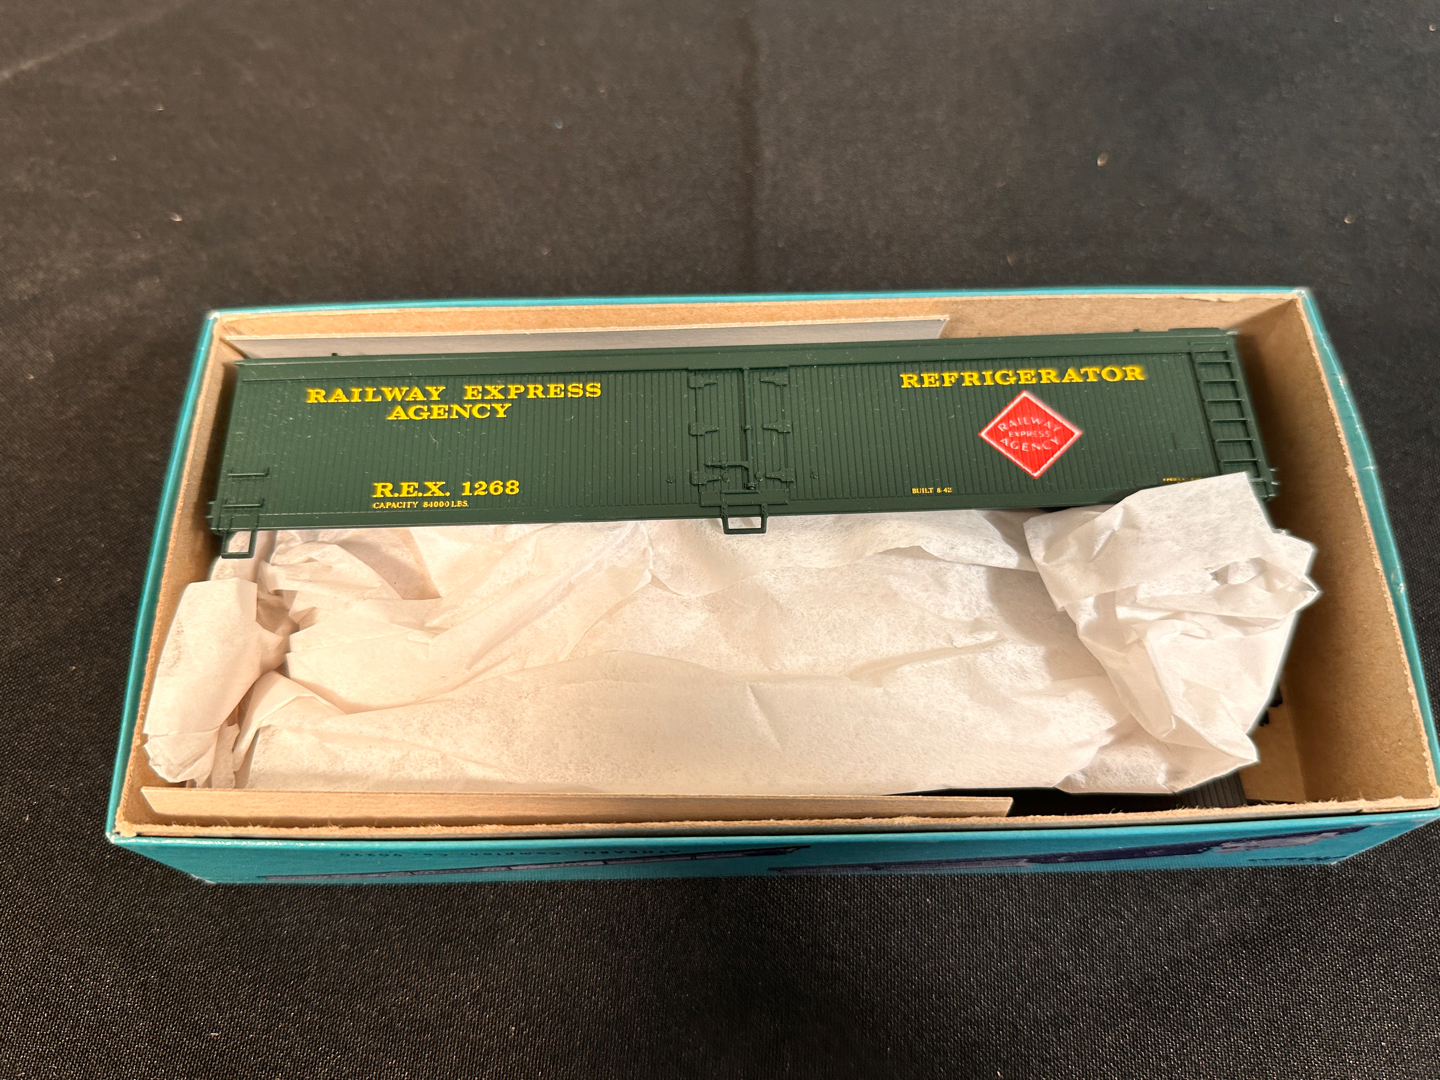 RAILWAY EXPRESS
AGENCY
R.E.X. 1268
CAPACITY 84000 LBS.
REFRIGERATOR
RAILWAY
EXPRESS
AGENCY
BUILT 8-42